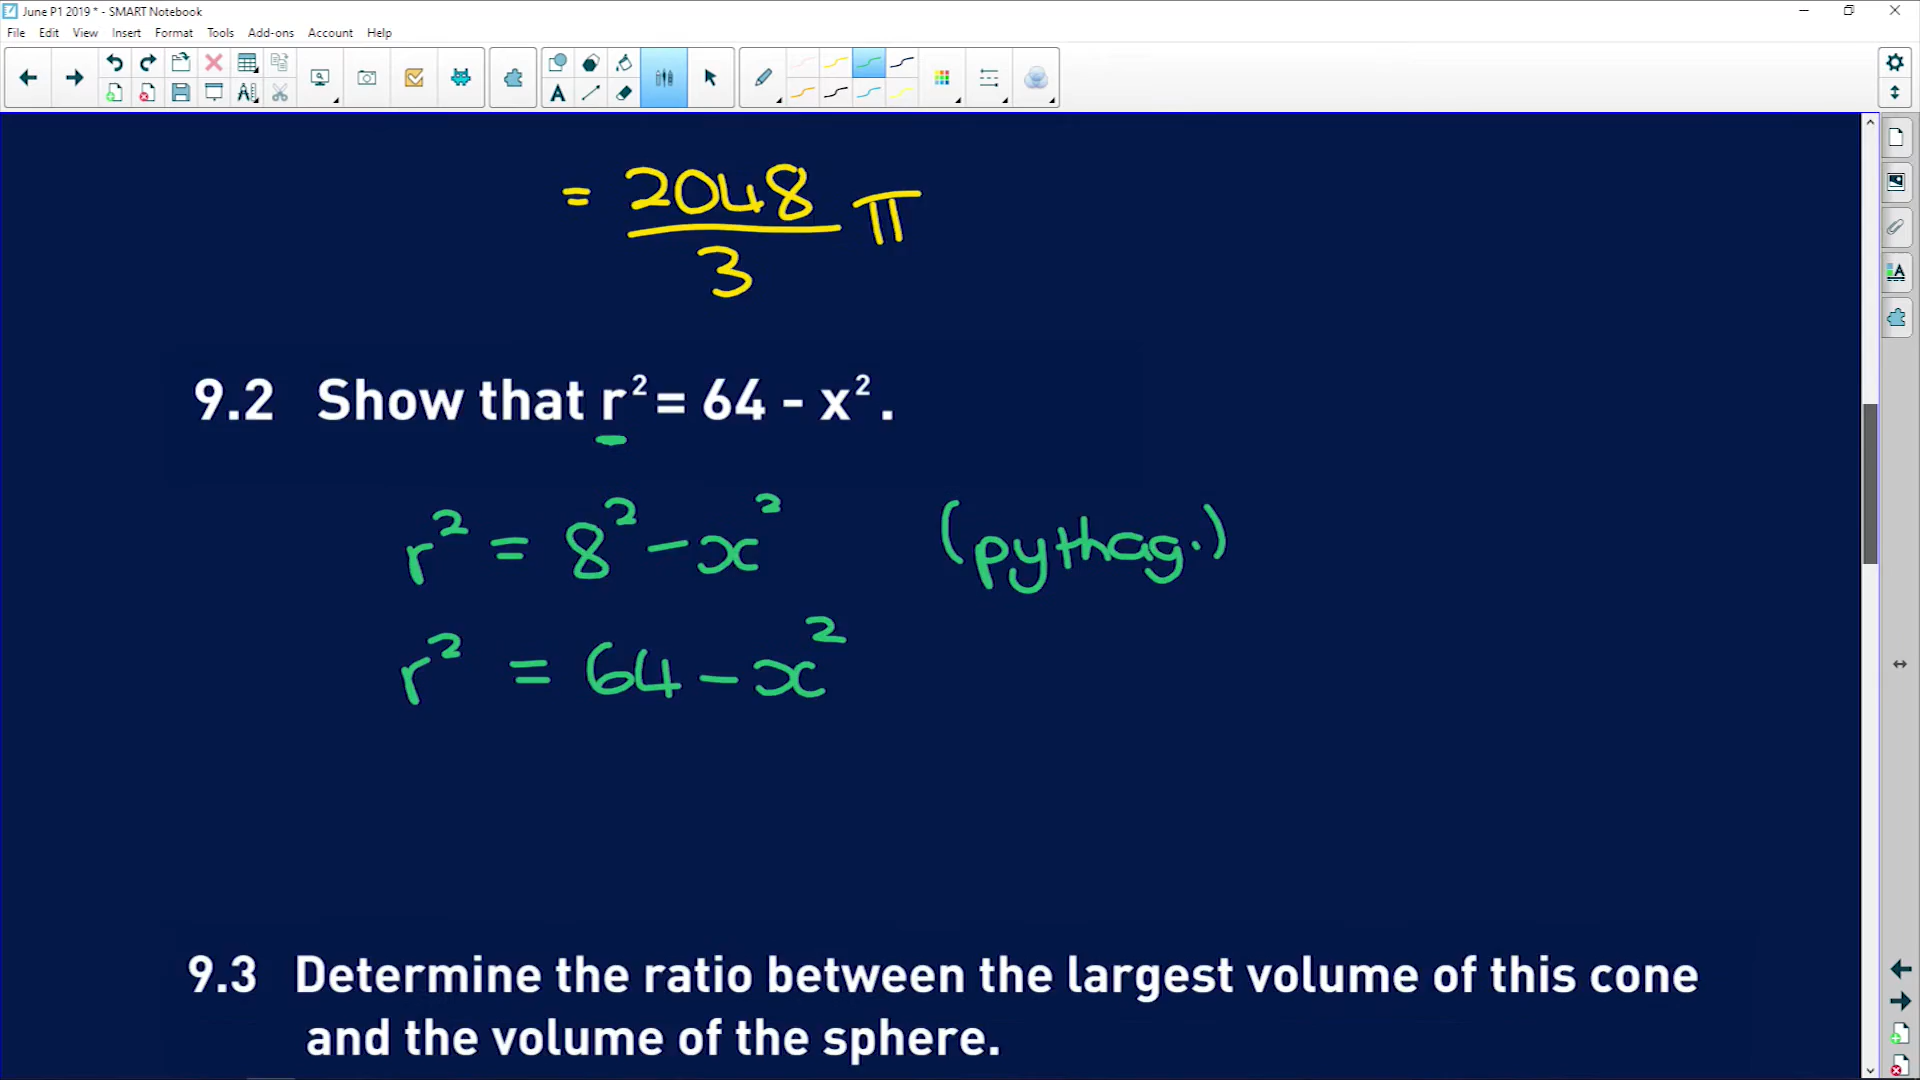 June P1 2019 * - SMART Notebook
File Edit View Insert Format Tools Add-ons Account Help
= 2048
3
π
9.2 Show that r² = 64 - x².
r² = 8² - x² (pythag.)
r² = 64 - x²
9.3 Determine the ratio between the largest volume of this cone
and the volume of the sphere.